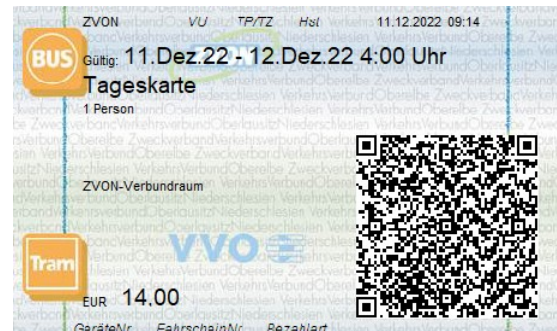 ZVON VU TP/TZ Hst 11.12.2022 09:14
BUS
Gültig: 11.Dez.22 - 12.Dez.22 4:00 Uhr
Tageskarte
1 Person
ZVON-Verbundraum
VVO
Tram
EUR 14,00
GeräteNr. FahrscheinNr. Bezahlart